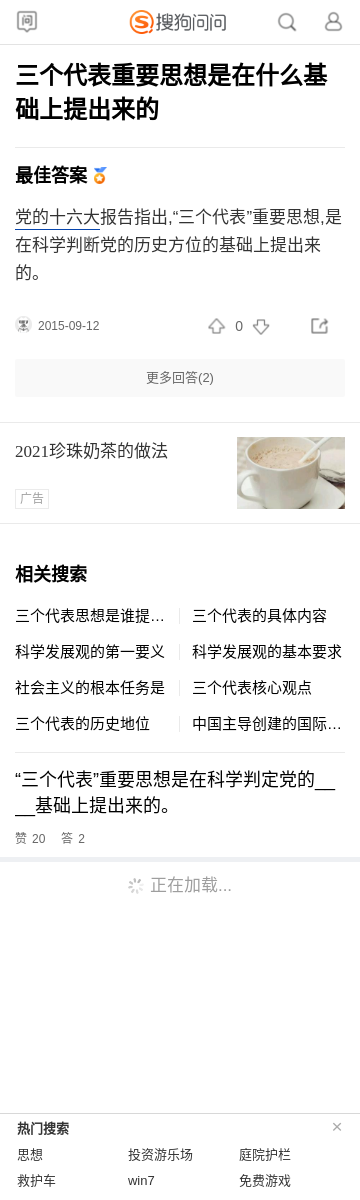 问
搜狗问问
三个代表重要思想是在什么基
础上提出来的
最佳答案
党的十六大报告指出,“三个代表”重要思想,是
在科学判断党的历史方位的基础上提出来
的。
2015-09-12
0
更多回答(2)
2021珍珠奶茶的做法
广告
相关搜索
三个代表思想是谁提… 三个代表的具体内容
科学发展观的第一要义 科学发展观的基本要求
社会主义的根本任务是 三个代表核心观点
三个代表的历史地位 中国主导创建的国际…
“三个代表”重要思想是在科学判定党的__
__基础上提出来的。
赞 20 答 2
正在加载...
热门搜索 ×
思想 投资游乐场 庭院护栏
救护车 win7 免费游戏